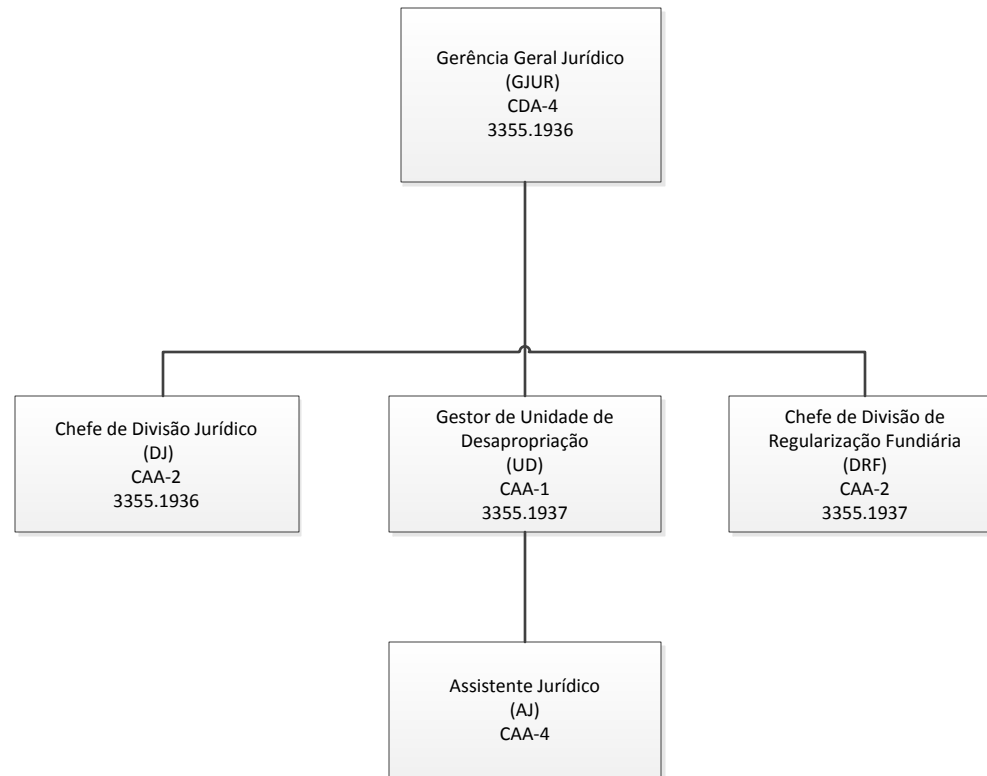 Gerência Geral Jurídico
(GJUR)
CDA-4
3355.1936
Chefe de Divisão Jurídico
(DJ)
CAA-2
3355.1936
Gestor de Unidade de
Desapropriação
(UD)
CAA-1
3355.1937
Chefe de Divisão de
Regularização Fundiária
(DRF)
CAA-2
3355.1937
Assistente Jurídico
(AJ)
CAA-4